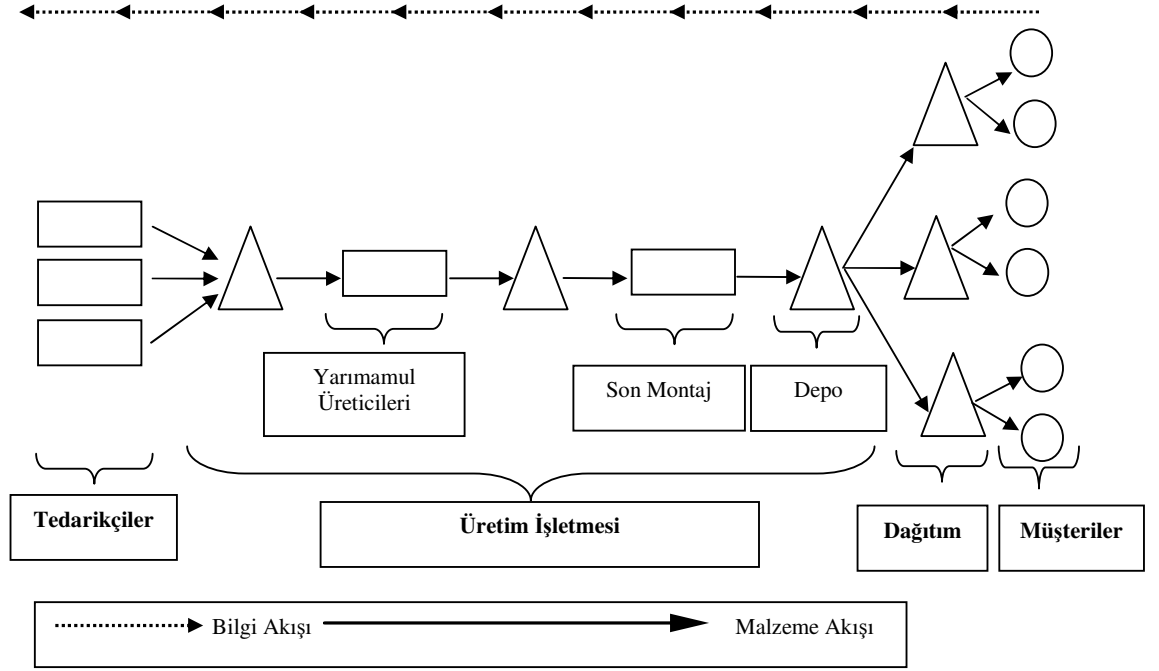 Yarımamul
Üreticileri
Son Montaj
Depo
Tedarikçiler
Üretim İşletmesi
Dağıtım
Müşteriler
Bilgi Akışı
Malzeme Akışı